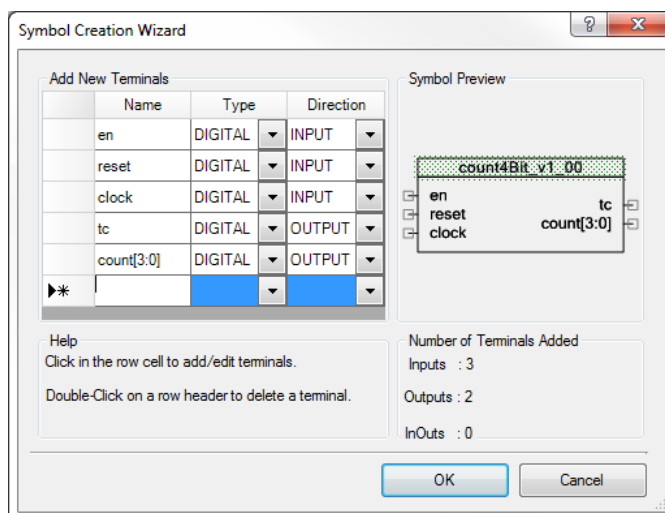 Symbol Creation Wizard
Add New Terminals
Name Type Direction
en DIGITAL INPUT
reset DIGITAL INPUT
clock DIGITAL INPUT
tc DIGITAL OUTPUT
count[3:0] DIGITAL OUTPUT
Symbol Preview
count4Bit_v1_00
en
reset
clock
tc
count[3:0]
Help
Click in the row cell to add/edit terminals.
Double-Click on a row header to delete a terminal.
Number of Terminals Added
Inputs : 3
Outputs : 2
InOuts : 0
OK Cancel